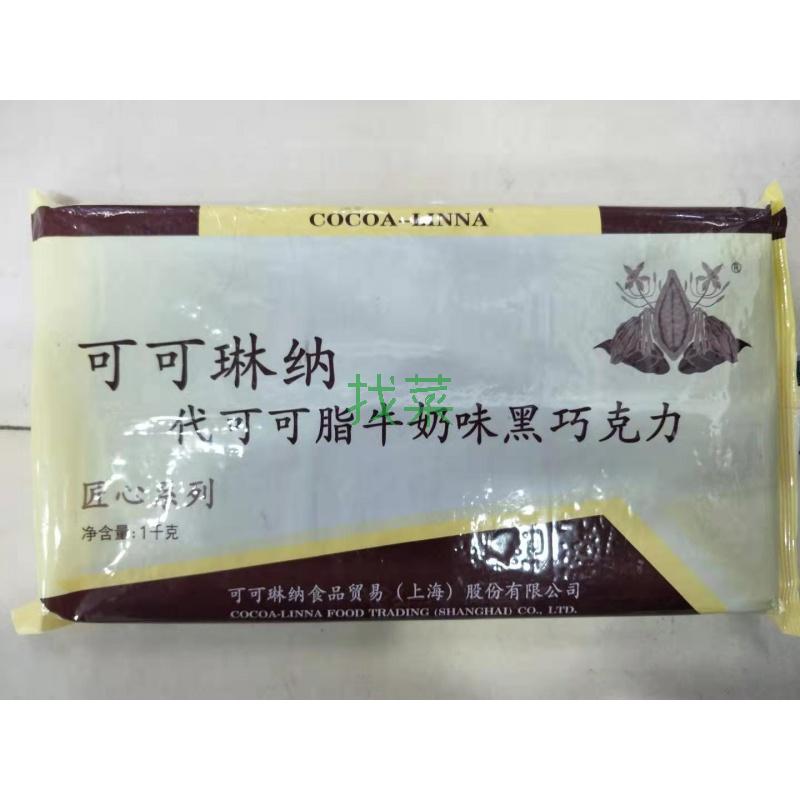 COCOA--LINNA
®
可可琳纳
找菜
代可可脂牛奶味黑巧克力
匠心系列
净含量:1千克
可可琳纳食品贸易（上海）股份有限公司
COCOA-LINNA FOOD TRADING (SHANGHAI) CO., LTD.